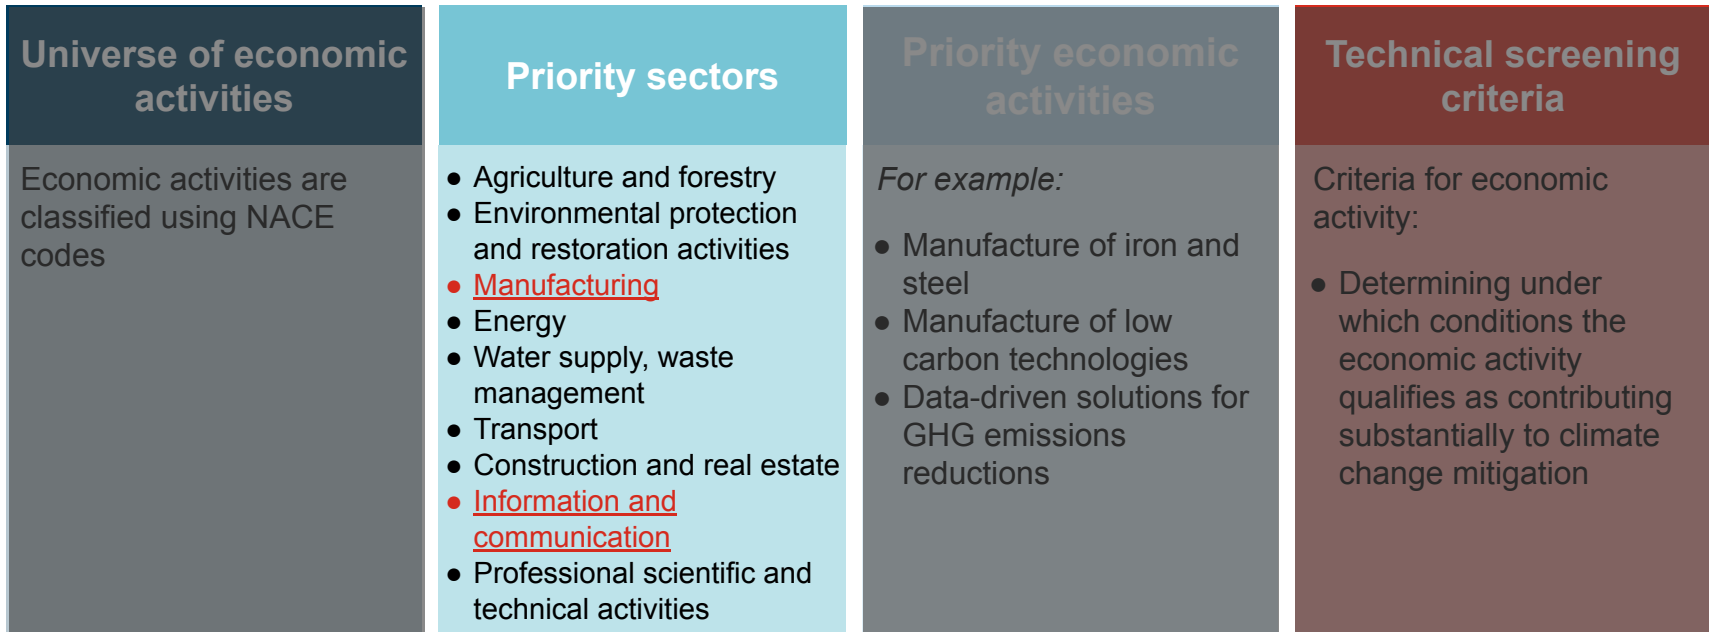 Universe of economic
activities
Economic activities are
classified using NACE
codes
Priority sectors
● Agriculture and forestry
● Environmental protection
and restoration activities
● Manufacturing
● Energy
● Water supply, waste
management
● Transport
● Construction and real estate
● Information and
communication
● Professional scientific and
technical activities
Priority economic
activities
For example:
● Manufacture of iron and
steel
● Manufacture of low
carbon technologies
● Data-driven solutions for
GHG emissions
reductions
Technical screening
criteria
Criteria for economic
activity:
● Determining under
which conditions the
economic activity
qualifies as contributing
substantially to climate
change mitigation